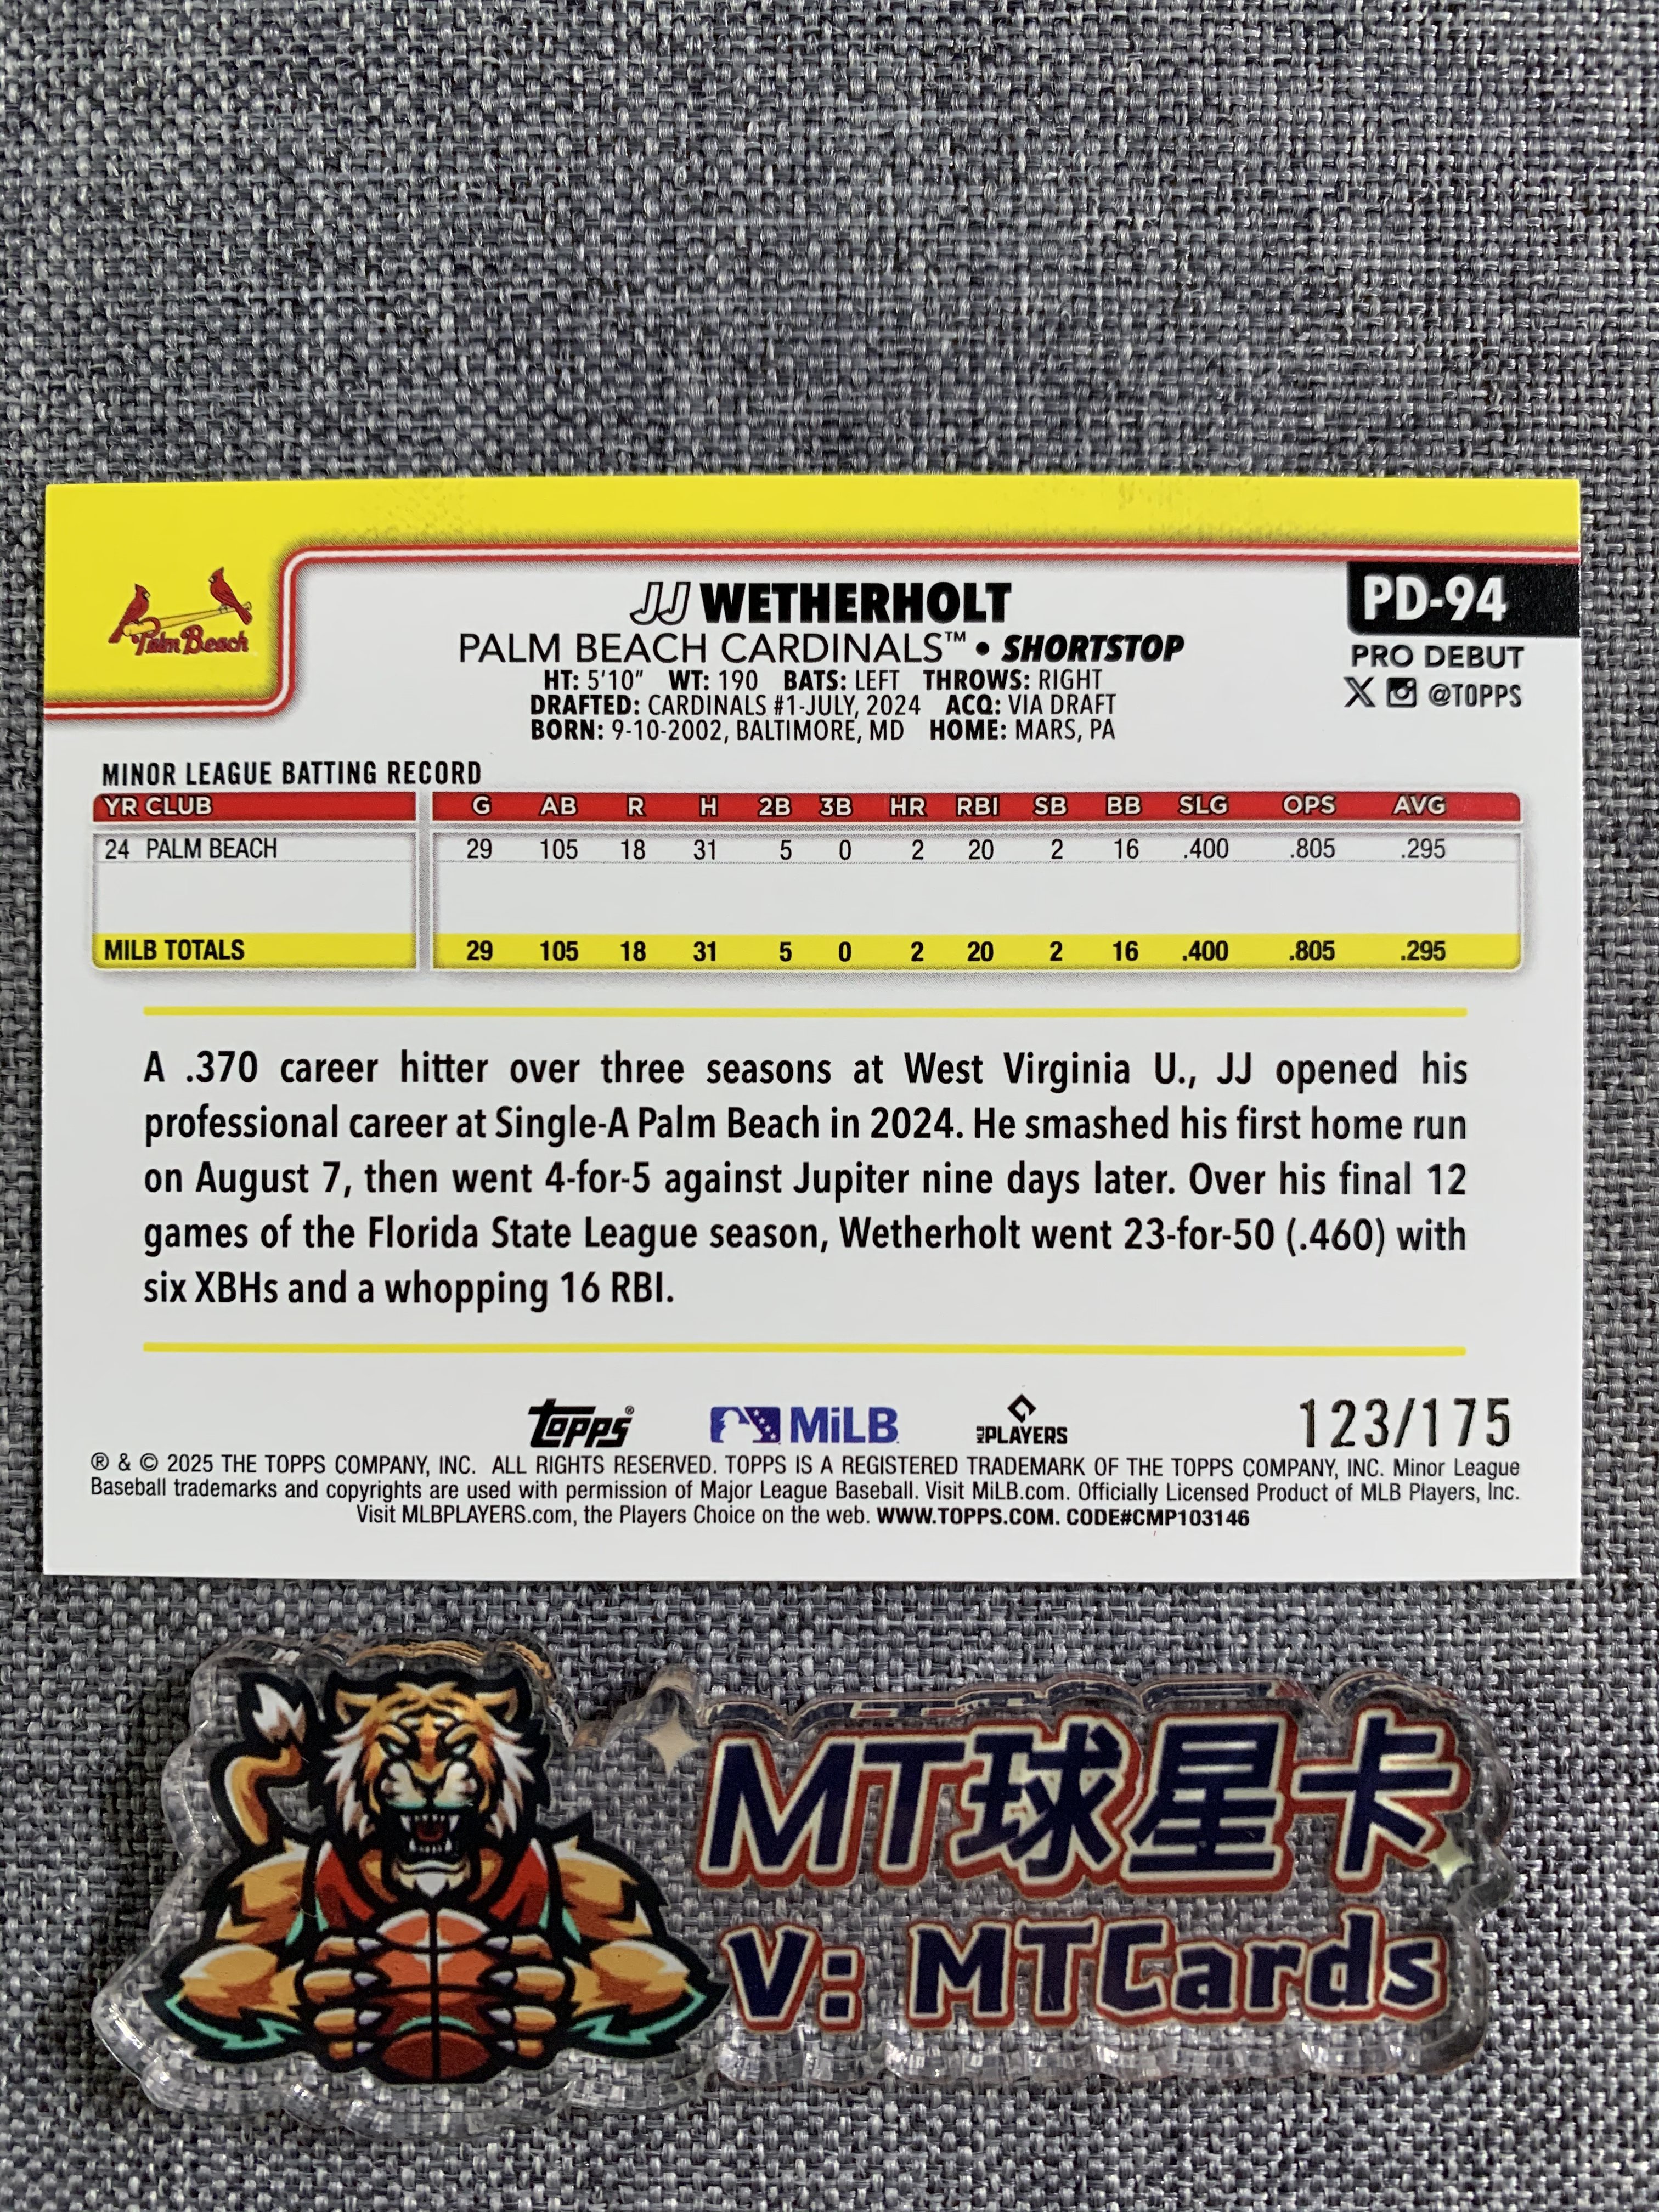 Palm Beach
JJ WETHERHOLT
PALM BEACH CARDINALS™ • SHORTSTOP
HT: 5'10" WT: 190 BATS: LEFT THROWS: RIGHT
DRAFTED: CARDINALS #1-JULY, 2024 ACQ: VIA DRAFT
BORN: 9-10-2002, BALTIMORE, MD HOME: MARS, PA
PD-94
PRO DEBUT
X @TOPPS
MINOR LEAGUE BATTING RECORD
YR CLUB G AB R H 2B 3B HR RBI SB BB SLG OPS AVG
24 PALM BEACH 29 105 18 31 5 0 2 20 2 16 .400 .805 .295
MILB TOTALS 29 105 18 31 5 0 2 20 2 16 .400 .805 .295
A .370 career hitter over three seasons at West Virginia U., JJ opened his
professional career at Single-A Palm Beach in 2024. He smashed his first home run
on August 7, then went 4-for-5 against Jupiter nine days later. Over his final 12
games of the Florida State League season, Wetherholt went 23-for-50 (.460) with
six XBHs and a whopping 16 RBI.
Topps® MiLB MLB PLAYERS 123/175
® & © 2025 THE TOPPS COMPANY, INC. ALL RIGHTS RESERVED. TOPPS IS A REGISTERED TRADEMARK OF THE TOPPS COMPANY, INC. Minor League
Baseball trademarks and copyrights are used with permission of Major League Baseball. Visit MiLB.com. Officially Licensed Product of MLB Players, Inc.
Visit MLBPLAYERS.com, the Players Choice on the web. WWW.TOPPS.COM. CODE#CMP103146
MT球星卡
V: MTCards